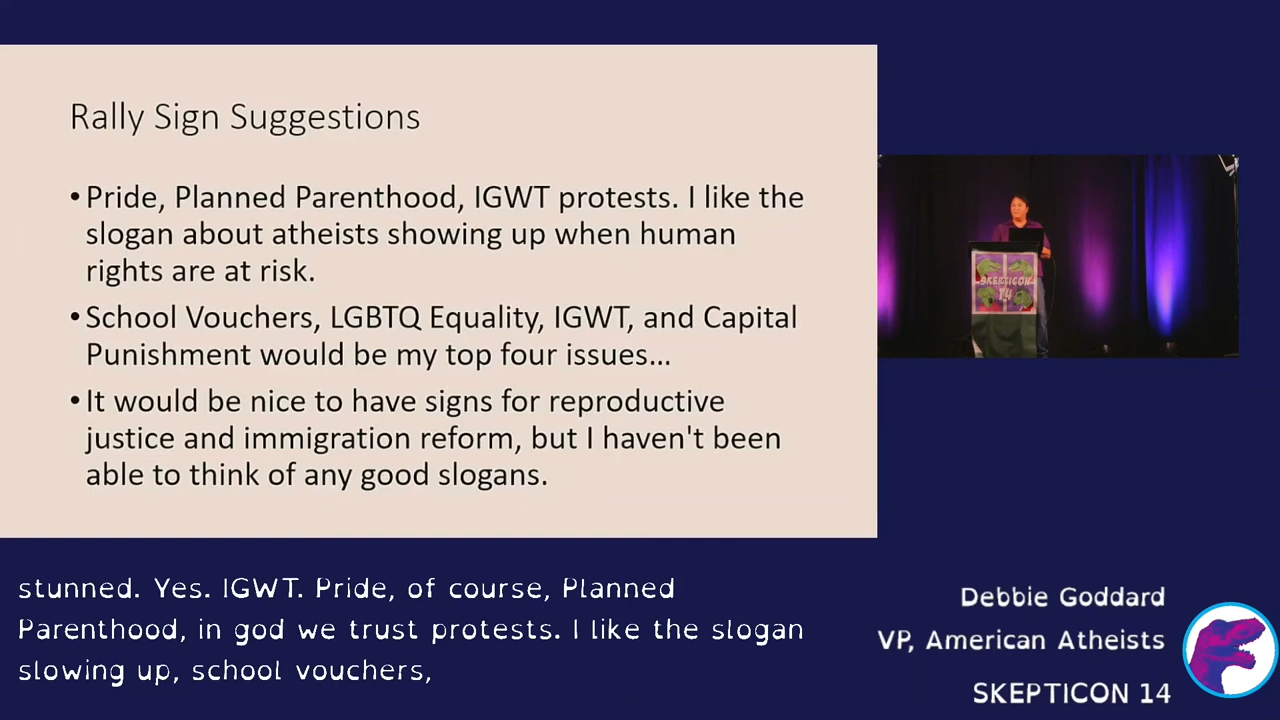 Rally Sign Suggestions
• Pride, Planned Parenthood, IGWT protests. I like the
slogan about atheists showing up when human
rights are at risk.
• School Vouchers, LGBTQ Equality, IGWT, and Capital
Punishment would be my top four issues...
• It would be nice to have signs for reproductive
justice and immigration reform, but I haven't been
able to think of any good slogans.
SKEPTICON
14
stunned. Yes. IGWT. Pride, of course, Planned
Parenthood, in god we trust protests. I like the slogan
slowing up, school vouchers,
Debbie Goddard
VP, American Atheists
SKEPTICON 14